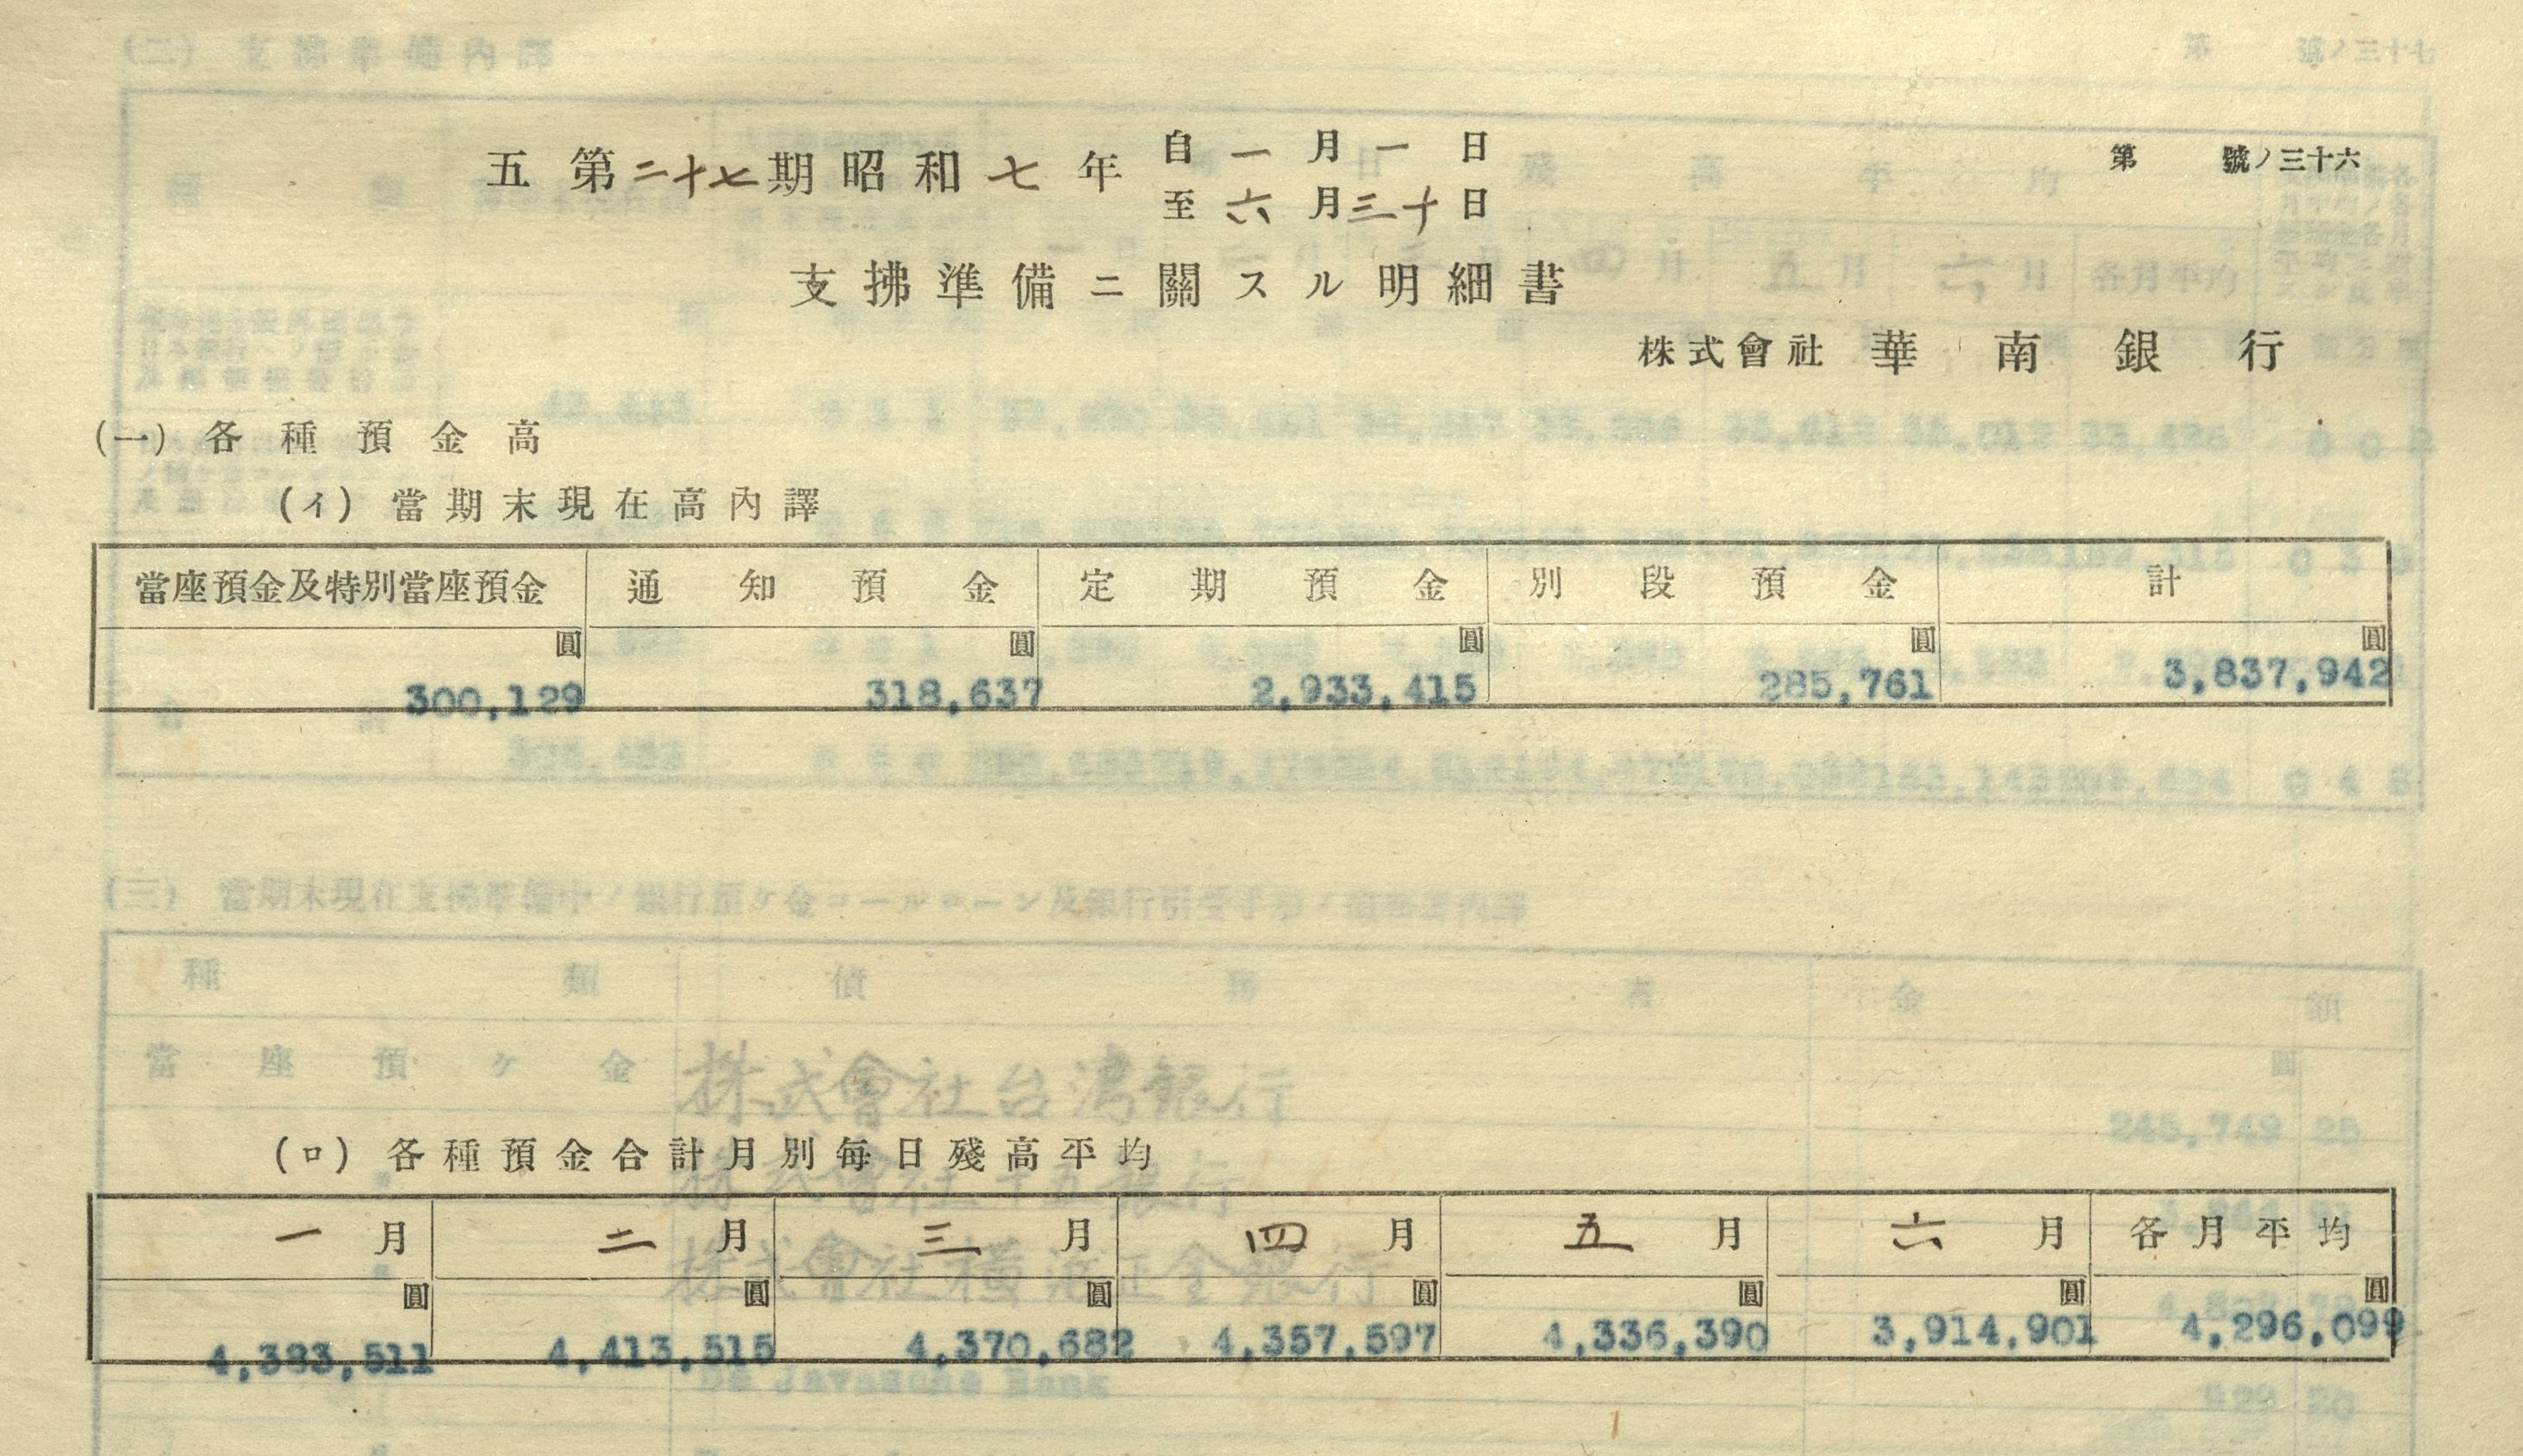 第 號ノ三十六
五 第二十七期昭和七年 自一月一日 至六月三十日
支拂準備ニ關スル明細書
株式會社 華南銀行
(一) 各種預金高
(イ) 當期末現在高內譯
當座預金及特別當座預金 通知預金 定期預金 別段預金 計
圓 圓 圓 圓 圓
300,129 318,637 2,933,415 285,761 3,837,942
(ロ) 各種預金合計月別每日殘高平均
一月 二月 三月 四月 五月 六月 各月平均
圓 圓 圓 圓 圓 圓 圓
4,383,511 4,413,515 4,370,682 4,357,597 4,336,390 3,914,901 4,296,099